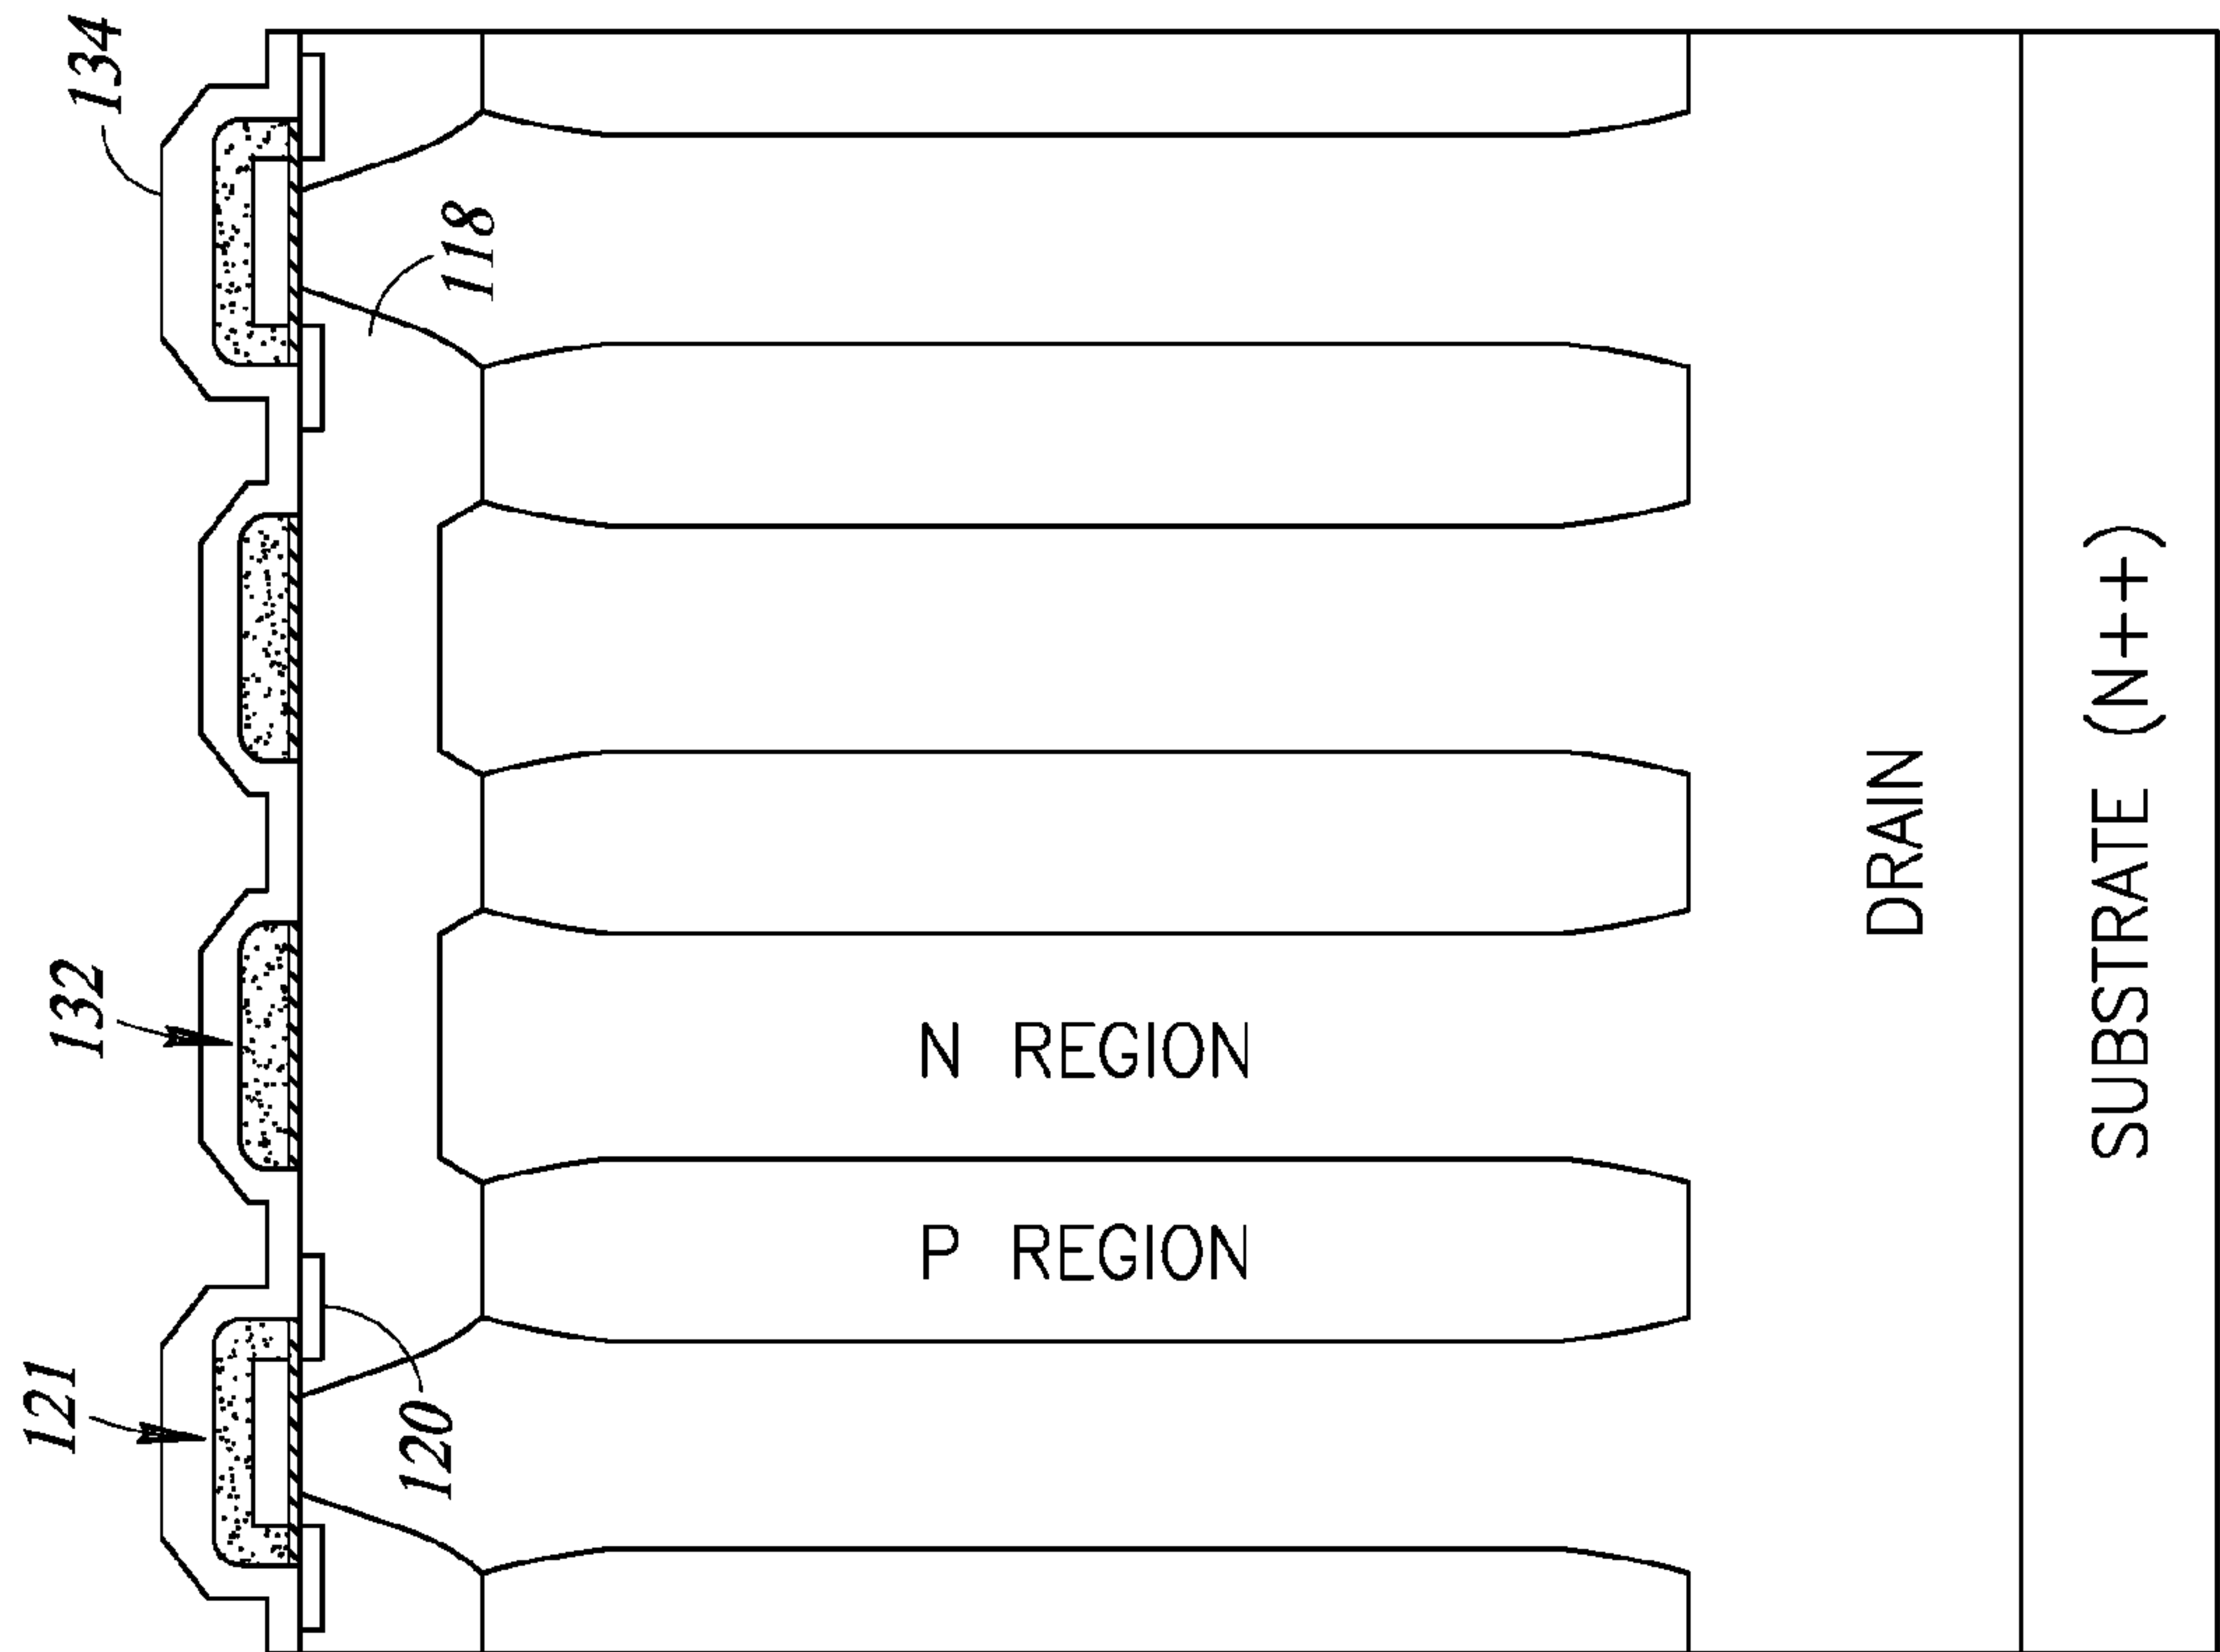 121
132
134
120
118
P REGION
N REGION
DRAIN
SUBSTRATE (N++)